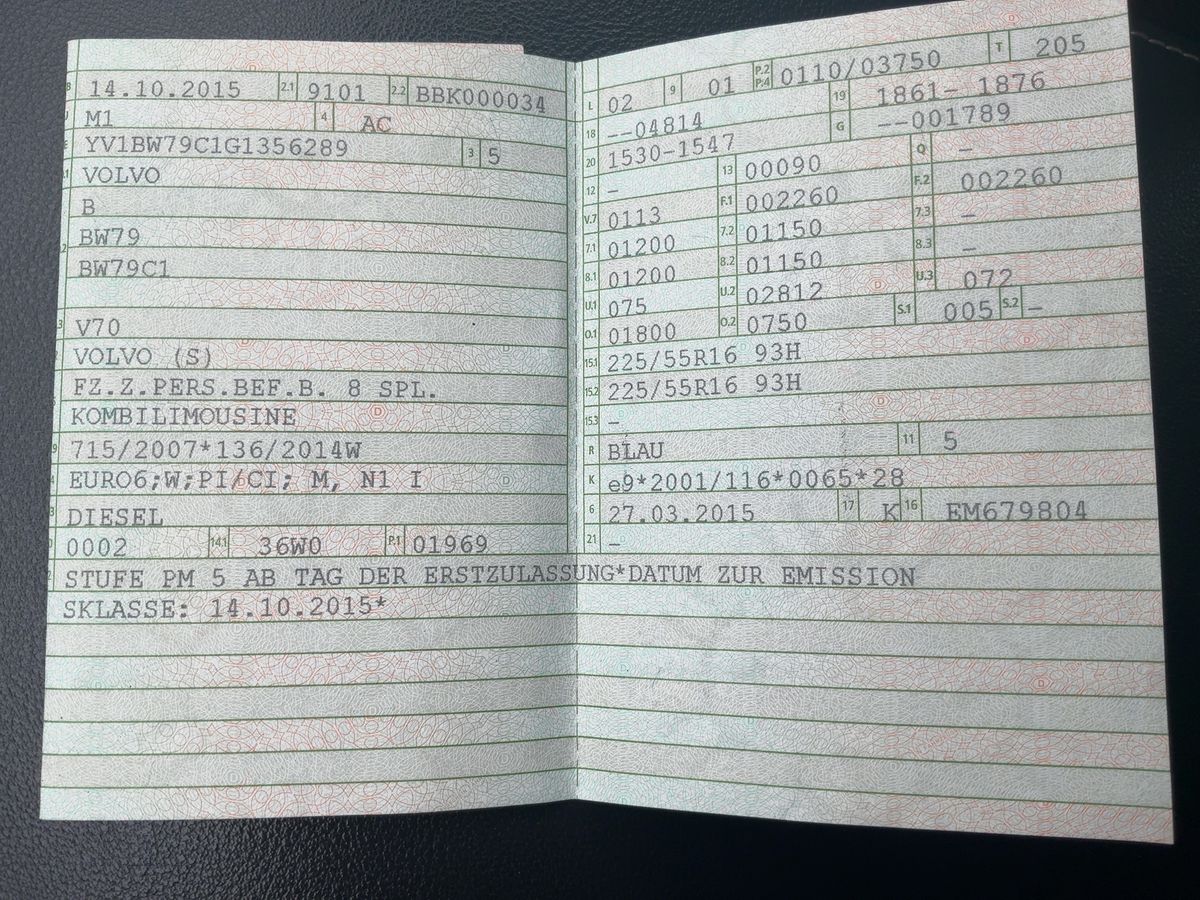 B 14.10.2015 2.1 9101 2.2 BBK000034
J M1 4 AC
E YV1BW79C1G1356289 3 5
VOLVO
B
BW79
BW79C1
V70
VOLVO (S)
FZ.Z.PERS.BEF.B. 8 SPL.
KOMBILIMOUSINE
715/2007*136/2014W
EURO6;W;PI/CI; M, N1 I
DIESEL
0002 14.1 36W0 P.1 01969
STUFE PM 5 AB TAG DER ERSTZULASSUNG*DATUM ZUR EMISSION
SKLASSE: 14.10.2015*
L 02 9 01 P.2 P.4 0110/03750 T 205
18 --04814 19 1861- 1876
20 1530-1547 G --001789
12 - 13 00090 Q -
V.7 0113 F.1 002260 F.2 002260
7.1 01200 7.2 01150 7.3 -
8.1 01200 8.2 01150 8.3 -
U.1 075 U.2 02812 U.3 072
O.1 01800 O.2 0750 S.1 005 S.2 -
15.1 225/55R16 93H
15.2 225/55R16 93H
15.3 -
R BLAU 11 5
K e9*2001/116*0065*28
6 27.03.2015 17 K 16 EM679804
21 -